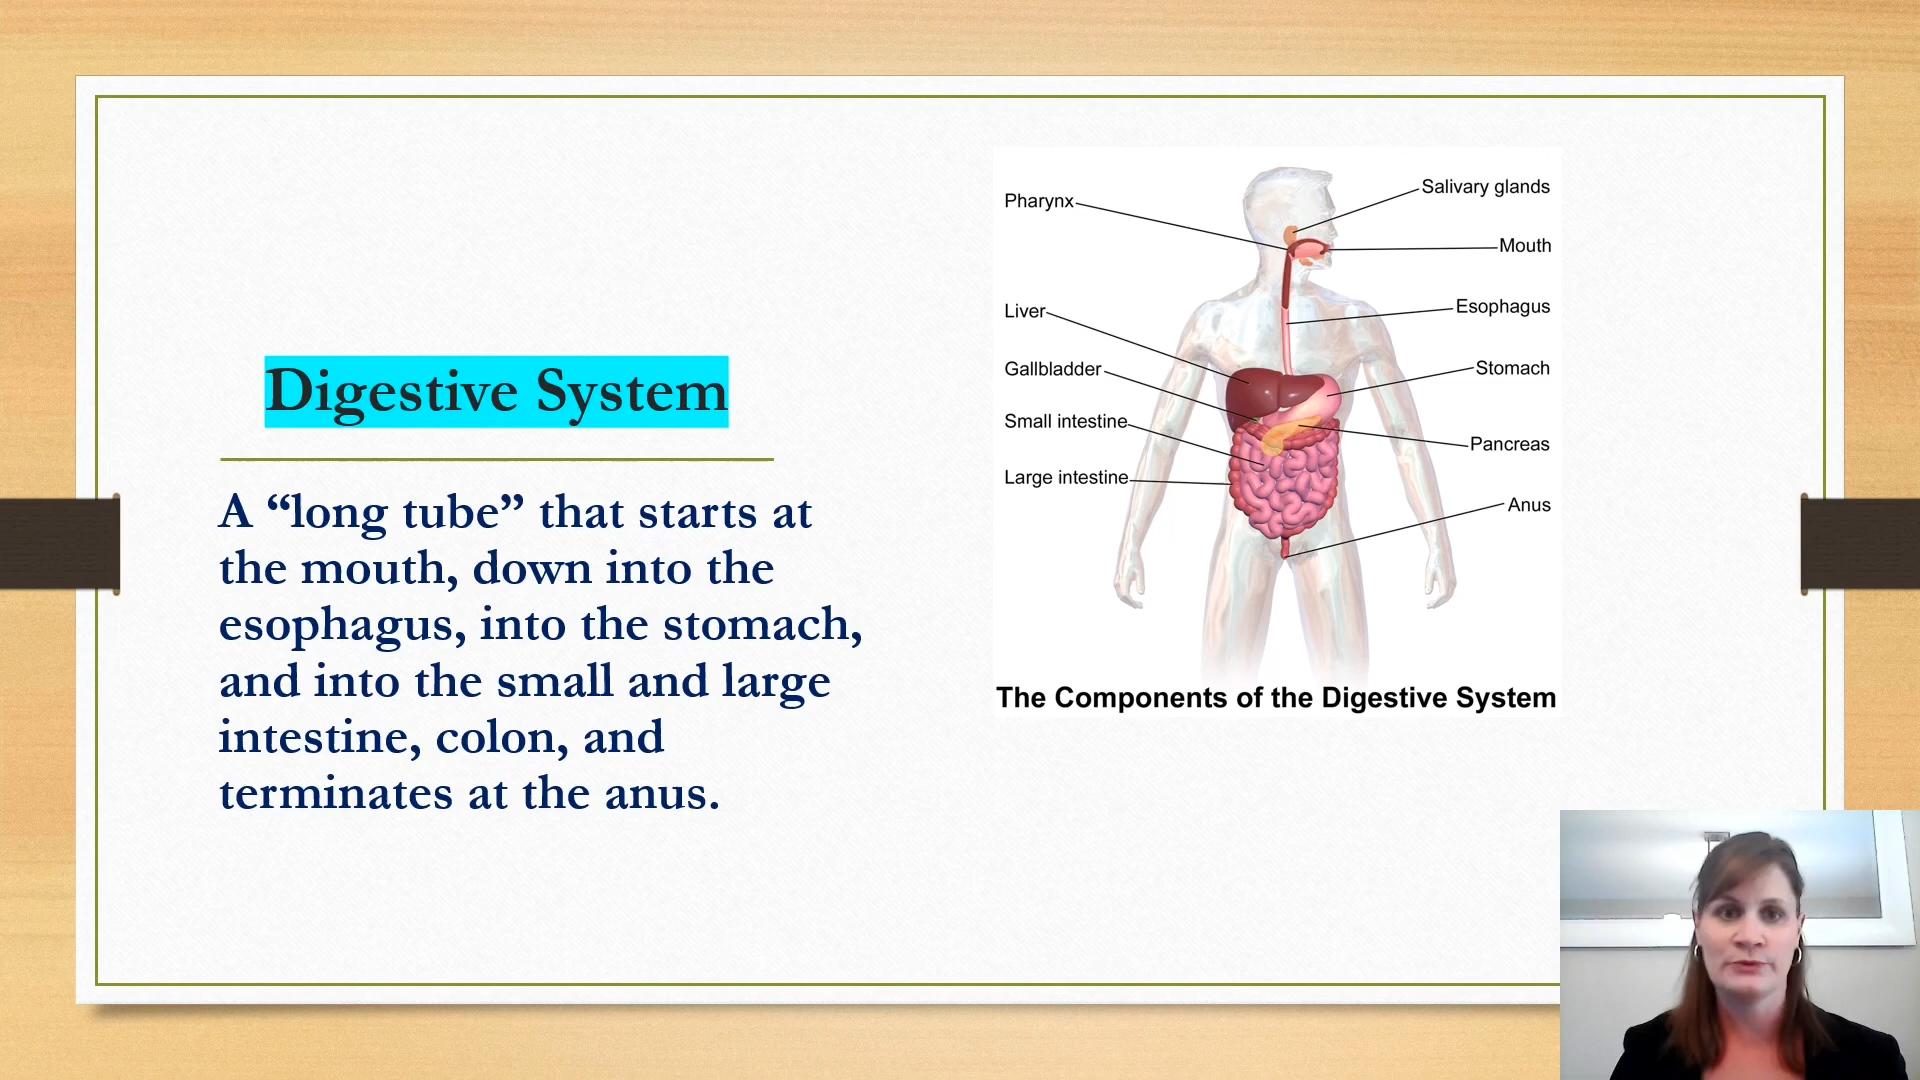 Digestive System
A “long tube” that starts at
the mouth, down into the
esophagus, into the stomach,
and into the small and large
intestine, colon, and
terminates at the anus.
Pharynx
Salivary glands
Mouth
Liver
Esophagus
Gallbladder
Stomach
Small intestine
Pancreas
Large intestine
Anus
The Components of the Digestive System